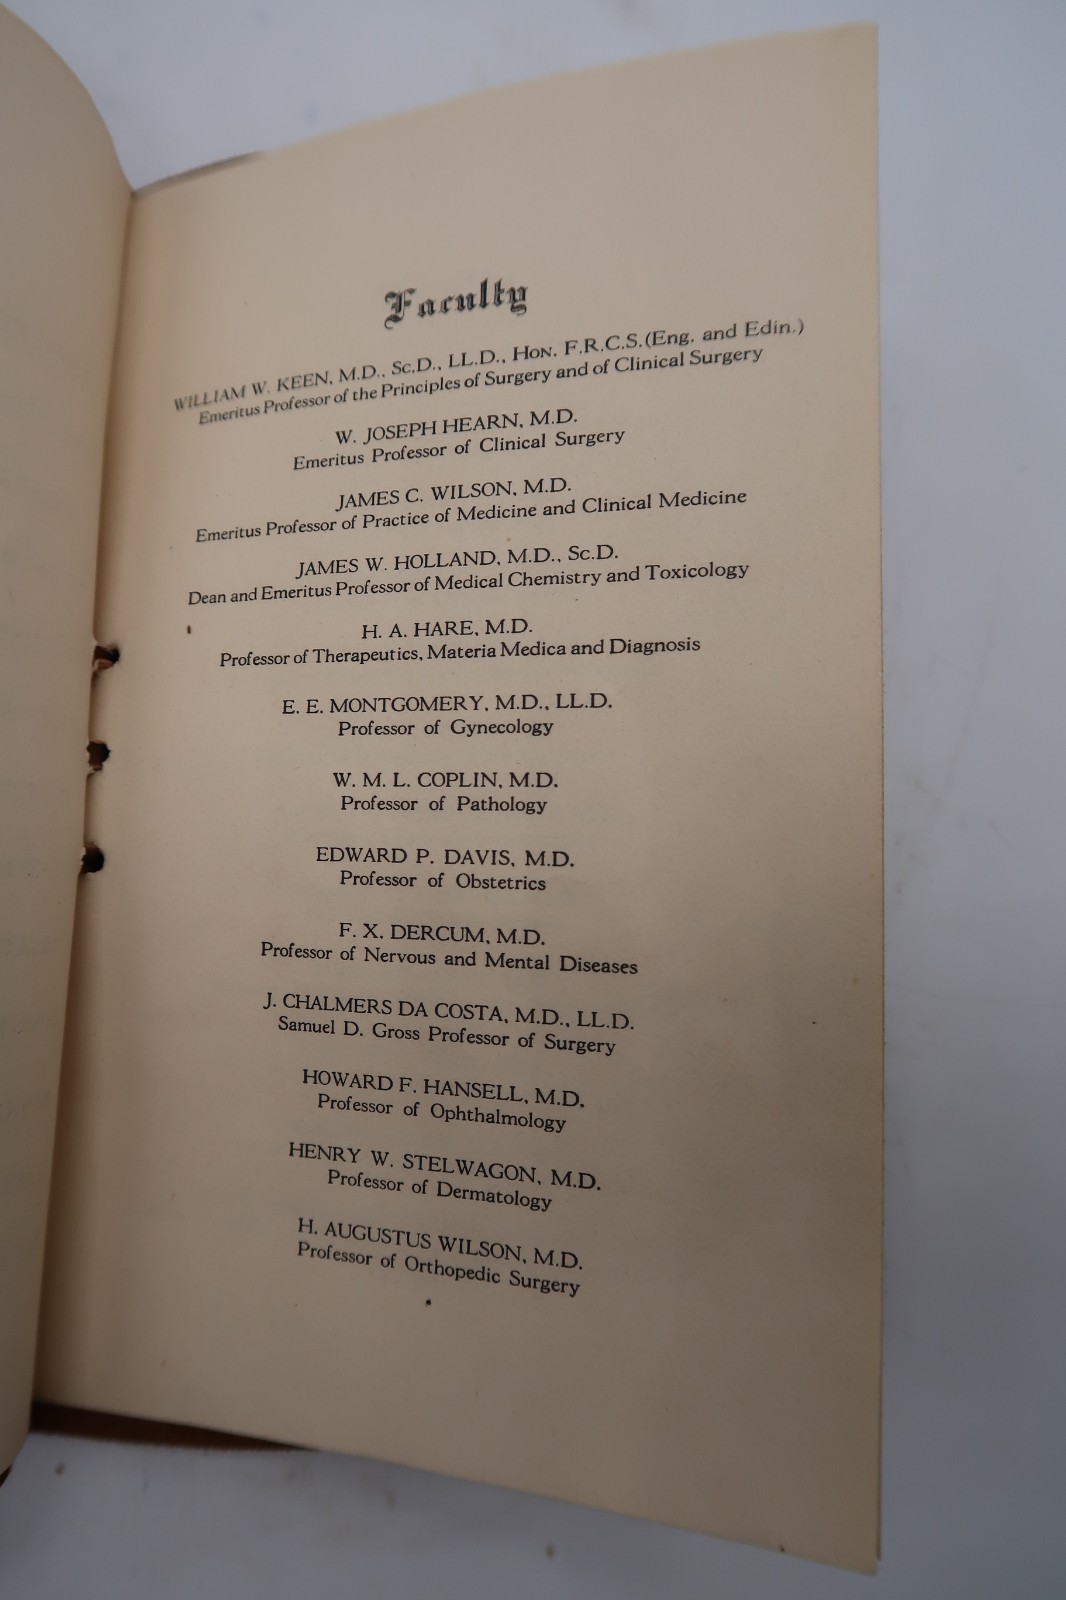 Faculty
WILLIAM W. KEEN, M.D., Sc.D., LL.D., Hon. F.R.C.S. (Eng. and Edin.)
Emeritus Professor of the Principles of Surgery and of Clinical Surgery
W. JOSEPH HEARN, M.D.
Emeritus Professor of Clinical Surgery
JAMES C. WILSON, M.D.
Emeritus Professor of Practice of Medicine and Clinical Medicine
JAMES W. HOLLAND, M.D., Sc.D.
Dean and Emeritus Professor of Medical Chemistry and Toxicology
H. A. HARE, M.D.
Professor of Therapeutics, Materia Medica and Diagnosis
E. E. MONTGOMERY, M.D., LL.D.
Professor of Gynecology
W. M. L. COPLIN, M.D.
Professor of Pathology
EDWARD P. DAVIS, M.D.
Professor of Obstetrics
F. X. DERCUM, M.D.
Professor of Nervous and Mental Diseases
J. CHALMERS DA COSTA, M.D., LL.D.
Samuel D. Gross Professor of Surgery
HOWARD F. HANSELL, M.D.
Professor of Ophthalmology
HENRY W. STELWAGON, M.D.
Professor of Dermatology
H. AUGUSTUS WILSON, M.D.
Professor of Orthopedic Surgery